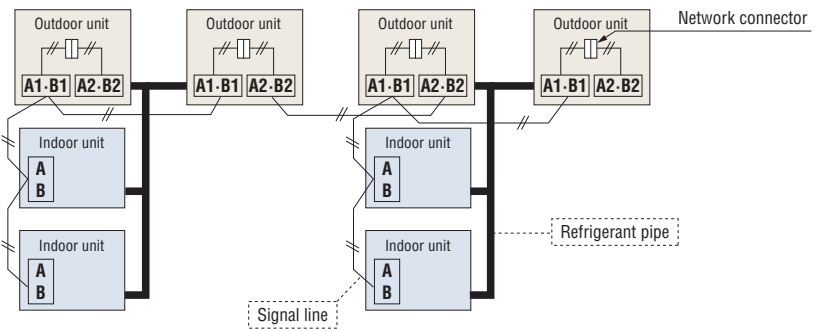 Outdoor unit
Outdoor unit
Outdoor unit
Outdoor unit
Network connector
A1·B1 A2·B2
A1·B1 A2·B2
A1·B1 A2·B2
A1·B1 A2·B2
Indoor unit
A
B
Indoor unit
A
B
Refrigerant pipe
Indoor unit
A
B
Indoor unit
A
B
Signal line